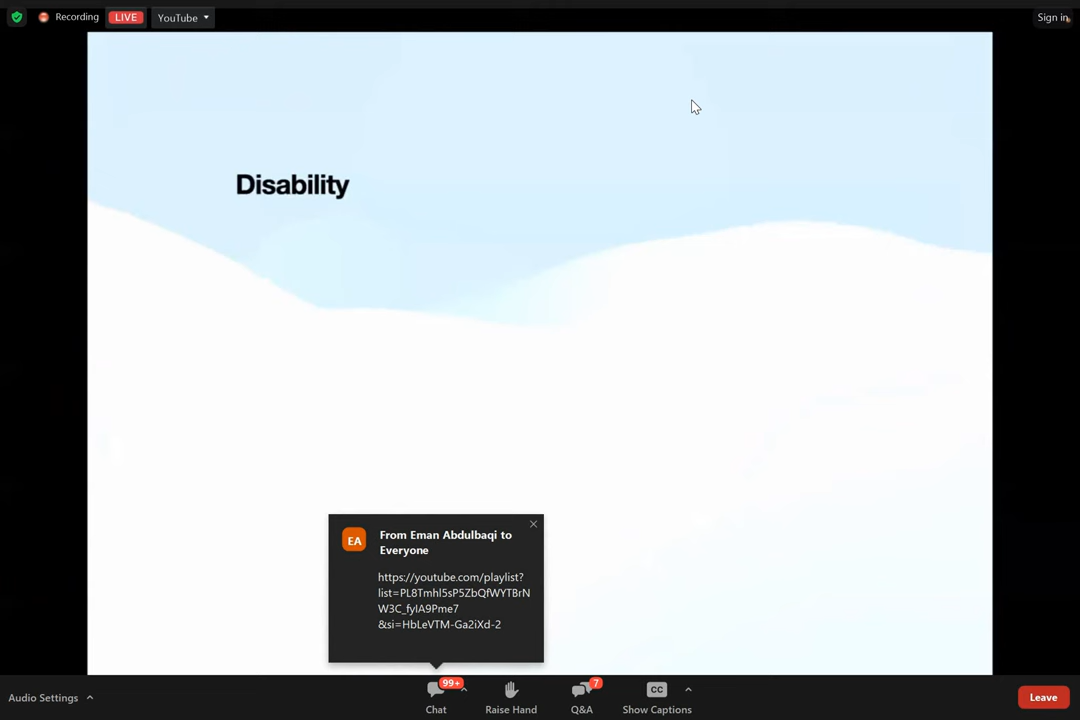 Recording
LIVE
YouTube
Sign in
Disability
EA
From Eman Abdulbaqi to
Everyone
https://youtube.com/playlist?
list=PL8Tmhl5sP5ZbQfWYTBrN
W3C_fyIA9Pme7
&si=HbLeVTM-Ga2iXd-2
Audio Settings
99+
Chat
Raise Hand
7
Q&A
CC
Show Captions
Leave